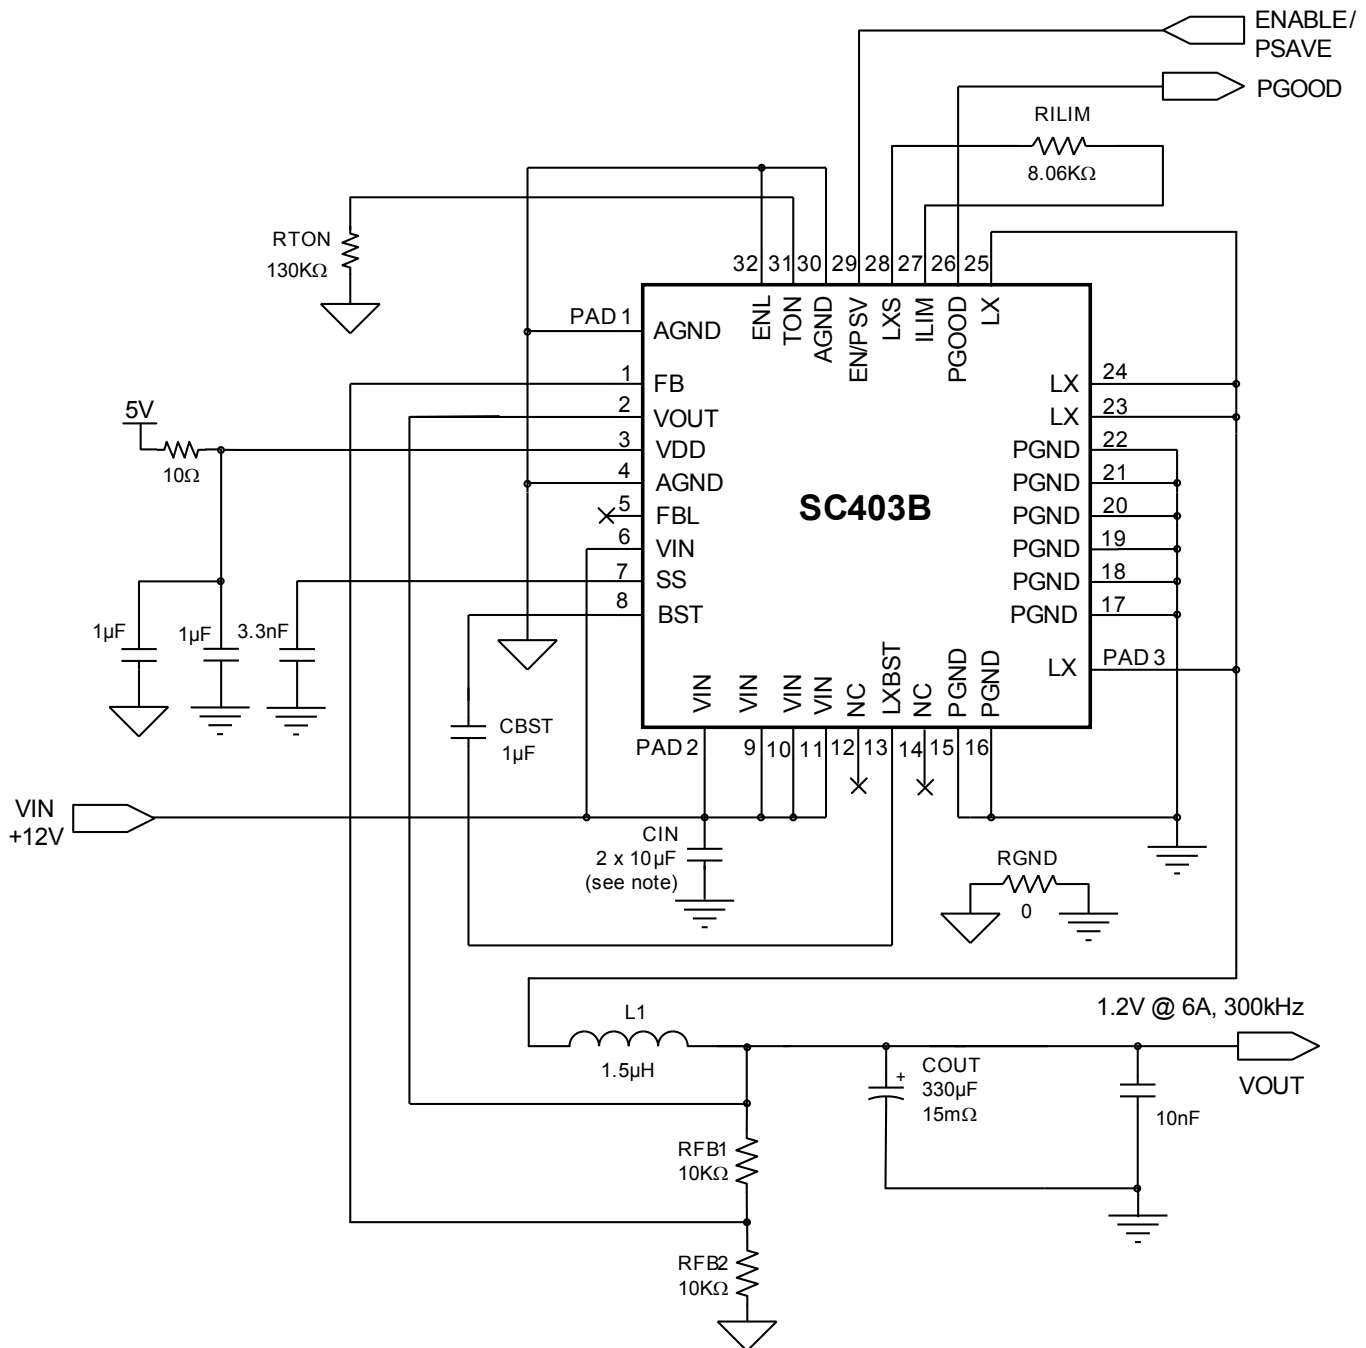 ENABLE/
PSAVE
PGOOD
RILIM
8.06KΩ
RTON
130KΩ
32 31 30 29 28 27 26 25
ENL
TON
AGND
EN/PSV
LXS
ILIM
PGOOD
LX
PAD 1
AGND
1
FB
2
VOUT
5V
10Ω
3
VDD
4
AGND
5
FBL
6
VIN
7
SS
8
BST
SC403B
LX
24
LX
23
PGND
22
PGND
21
PGND
20
PGND
19
PGND
18
PGND
17
LX
PAD 3
1µF
1µF
3.3nF
VIN
VIN
VIN
VIN
NC
LXBST
NC
PGND
PGND
PAD 2
9
10
11
12
13
14
15
16
CBST
1µF
VIN
+12V
CIN
2 x 10µF
(see note)
RGND
0
L1
1.5µH
1.2V @ 6A, 300kHz
VOUT
COUT
+
330µF
15mΩ
10nF
RFB1
10KΩ
RFB2
10KΩ